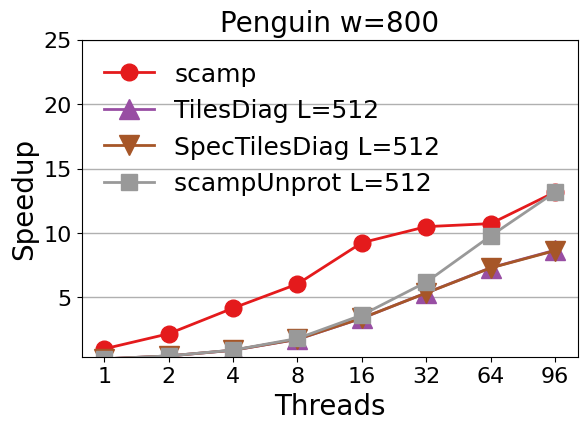 Penguin w=800
25
20
15
10
5
Speedup
scamp
TilesDiag L=512
SpecTilesDiag L=512
scampUnprot L=512
1 2 4 8 16 32 64 96
Threads